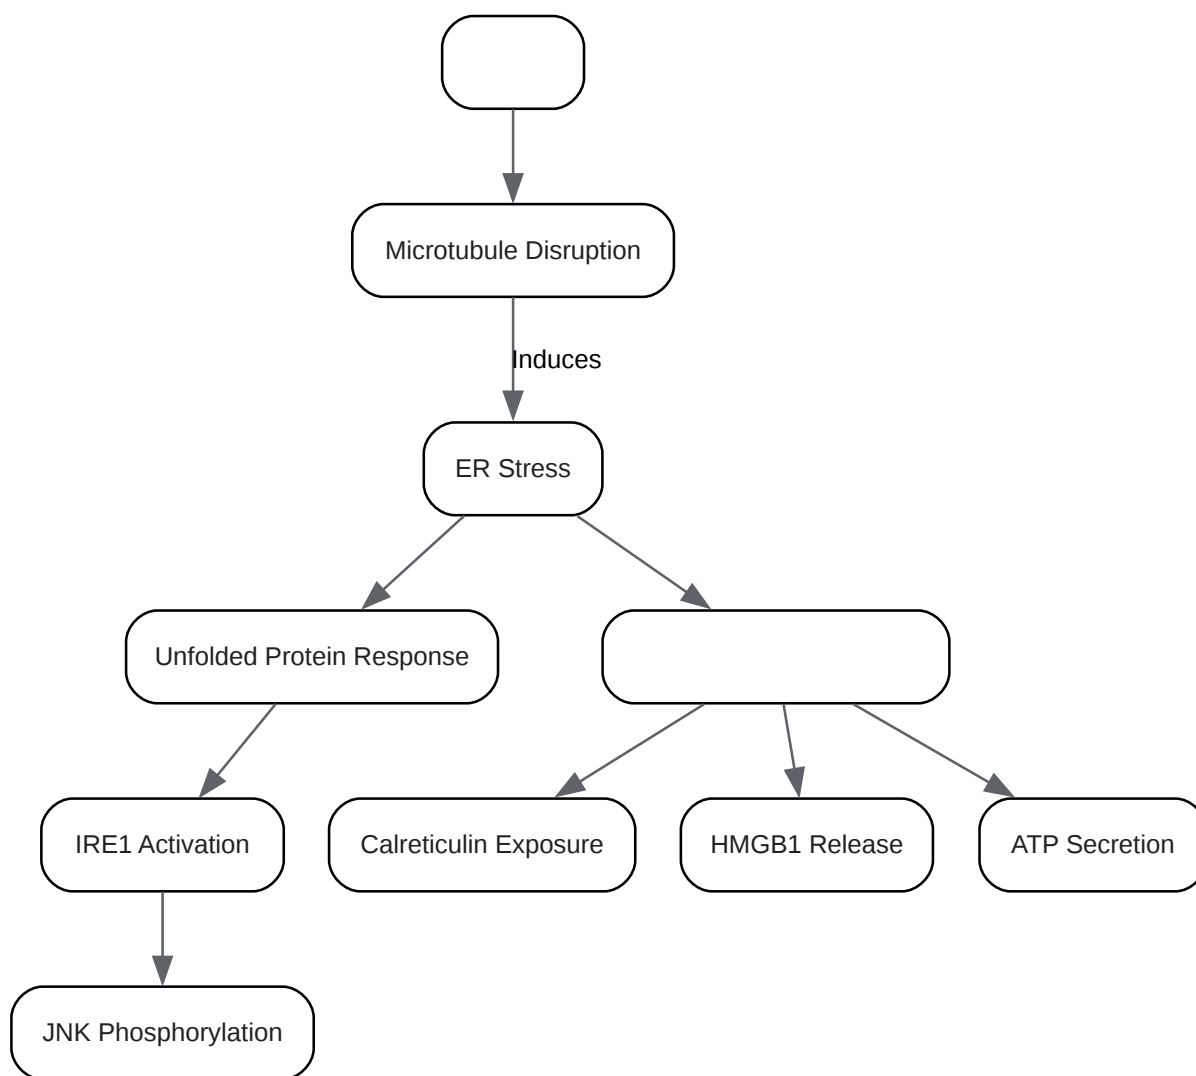 Microtubule Disruption
Induces
ER Stress
Unfolded Protein Response
IRE1 Activation
Calreticulin Exposure
HMGB1 Release
ATP Secretion
JNK Phosphorylation